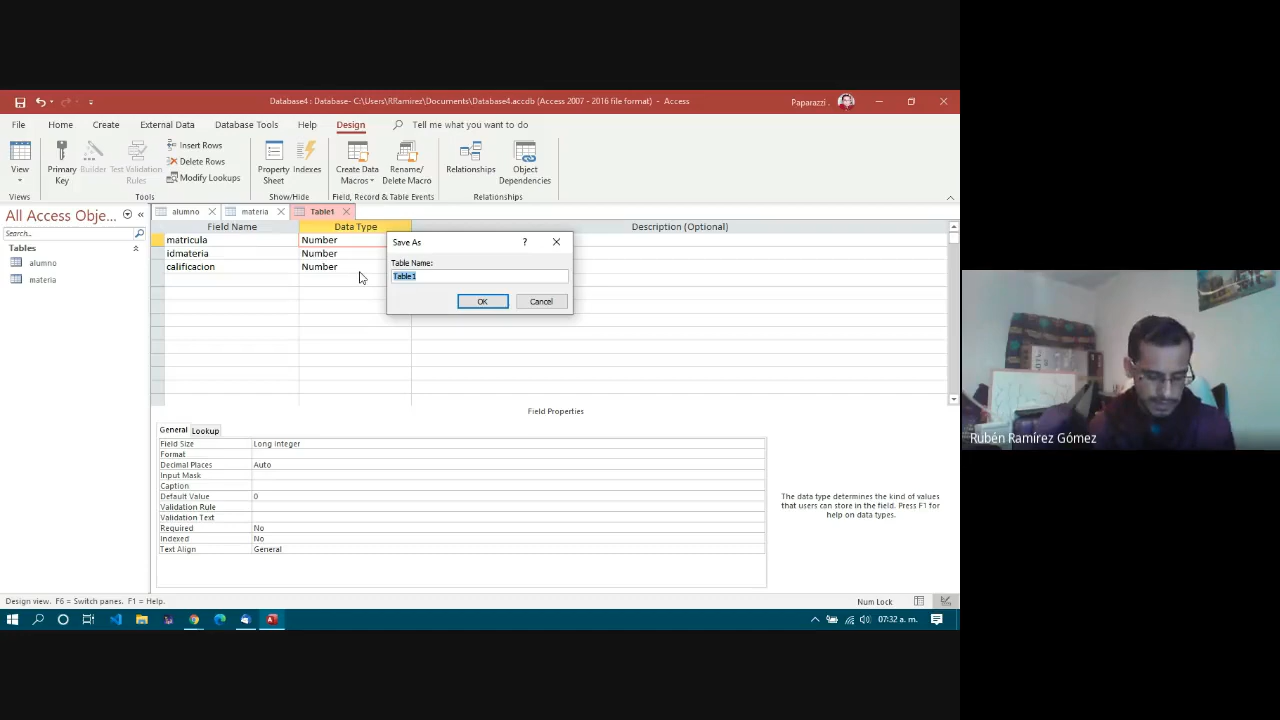 Database4 : Database- C:\Users\RRamirez\Documents\Database4.accdb (Access 2007 - 2016 file format) - Access
Paparazzi .
File Home Create External Data Database Tools Help Design Tell me what you want to do
View
Primary Key
Builder
Test Validation Rules
Insert Rows
Delete Rows
Modify Lookups
Property Sheet
Indexes
Create Data Macros
Rename/ Delete Macro
Relationships
Object Dependencies
Views Tools Show/Hide Field, Record & Table Events Relationships
All Access Obje...
Search...
Tables
alumno
materia
alumno materia Table1
Field Name Data Type Description (Optional)
matricula Number
idmateria Number
calificacion Number
Save As ?
Table Name:
Table1
OK Cancel
Field Properties
General Lookup
Field Size Long Integer
Format
Decimal Places Auto
Input Mask
Caption
Default Value 0
Validation Rule
Validation Text
Required No
Indexed No
Text Align General
The data type determines the kind of values
that users can store in the field. Press F1 for
help on data types.
Design view. F6 = Switch panes. F1 = Help.
Num Lock
07:32 a. m.
Rubén Ramírez Gómez